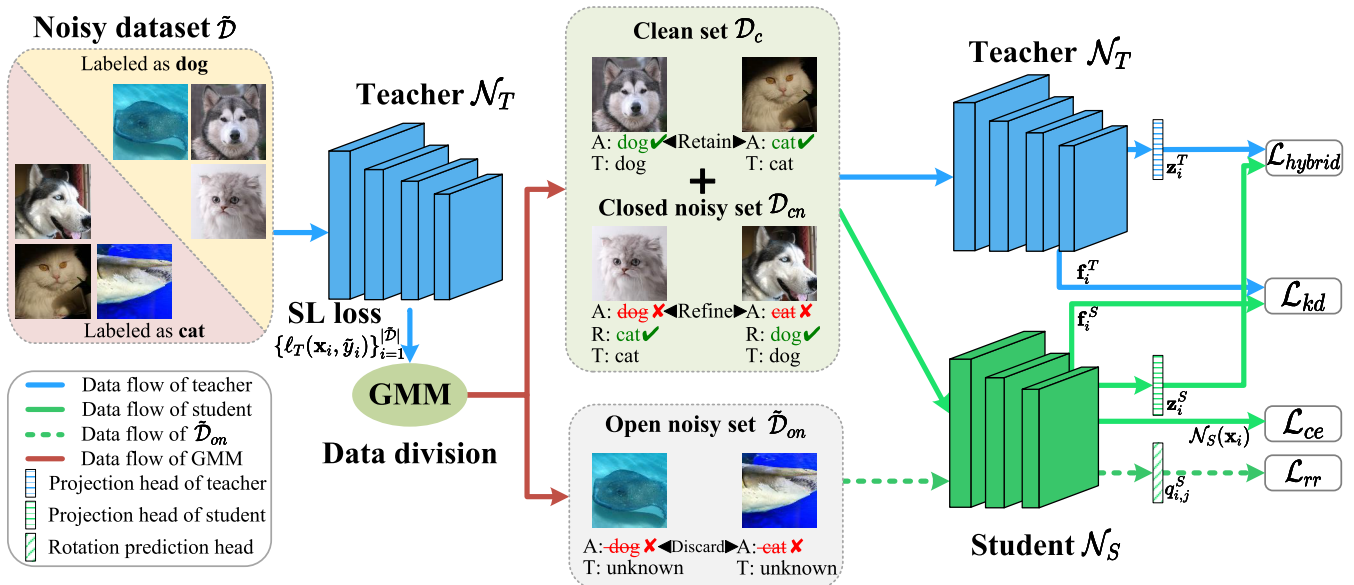 Noisy dataset 𝒟̃
Labeled as dog
Labeled as cat
Teacher 𝒩_T
SL loss
{ℓ_T(x_i, ỹ_i)}_{i=1}^{|𝒟̃|}
GMM
Data division
Data flow of teacher
Data flow of student
Data flow of 𝒟̃_on
Data flow of GMM
Projection head of teacher
Projection head of student
Rotation prediction head
Clean set 𝒟_c
A: dog✔ ◀Retain▶ A: cat✔
T: dog T: cat
+
Closed noisy set 𝒟_cn
A: dog ✘ ◀Refine▶ A: cat ✘
R: cat✔ R: dog✔
T: cat T: dog
Open noisy set 𝒟̃_on
A: dog ✘ ◀Discard▶ A: cat ✘
T: unknown T: unknown
Teacher 𝒩_T
z_i^T
ℒ_hybrid
f_i^T
ℒ_kd
f_i^S
z_i^S
𝒩_S(x_i)
ℒ_ce
q_{i,j}^S
ℒ_rr
Student 𝒩_S